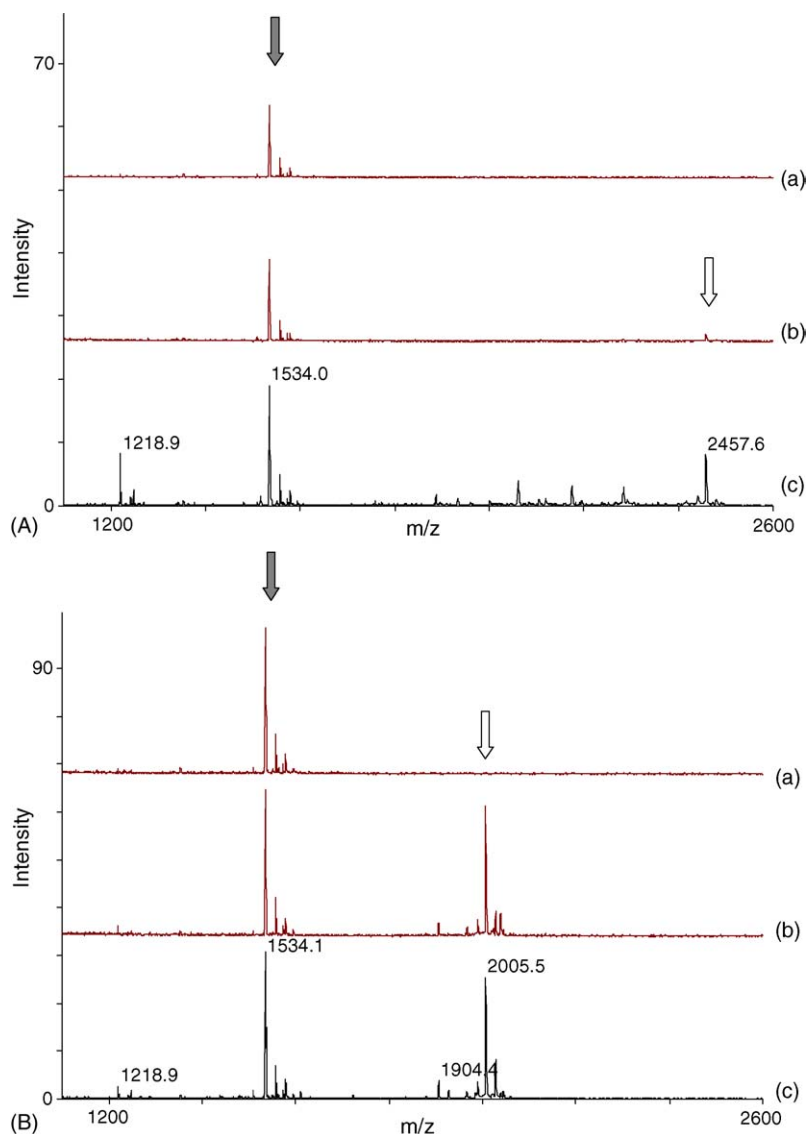 70
(a)
Intensity
(b)
1534.0
1218.9
2457.6
(c)
0
(A)
1200
m/z
2600
90
(a)
Intensity
(b)
1534.1
2005.5
1218.9
1904.4
(c)
0
(B)
1200
m/z
2600